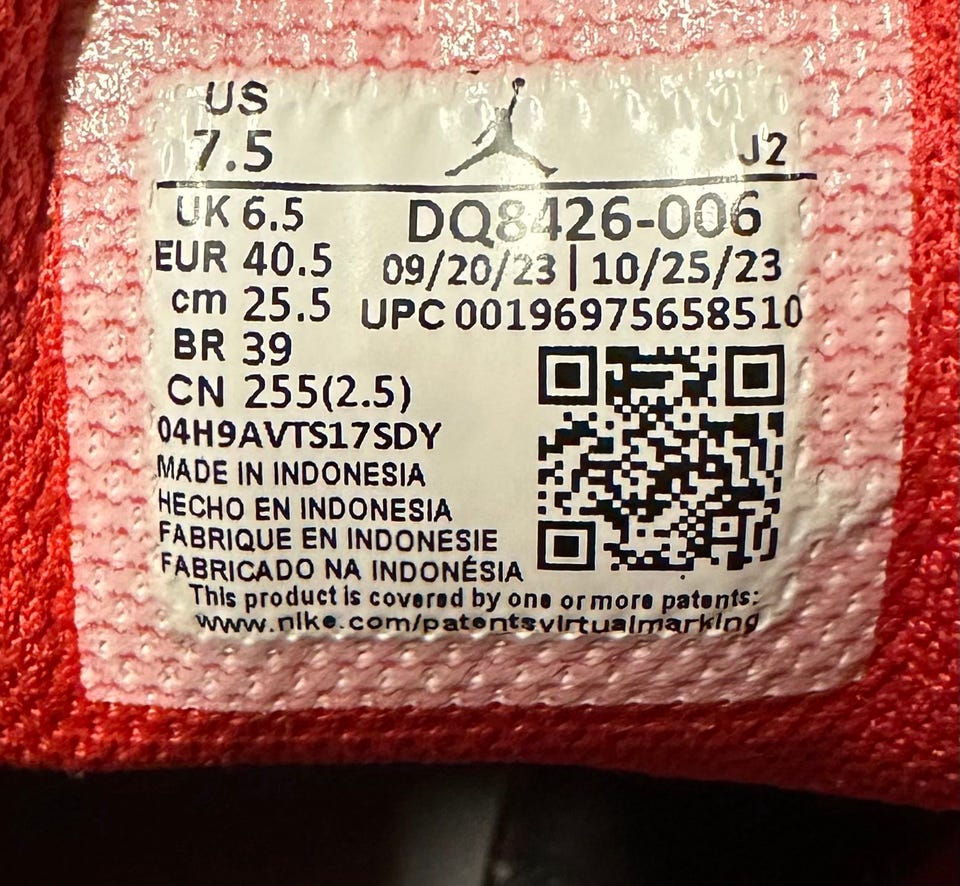 US
7.5
J2
UK 6.5
DQ8426-006
EUR 40.5
09/20/23 | 10/25/23
cm 25.5
UPC 00196975658510
BR 39
CN 255(2.5)
04H9AVTS17SDY
MADE IN INDONESIA
HECHO EN INDONESIA
FABRIQUE EN INDONESIE
FABRICADO NA INDONÉSIA
This product is covered by one or more patents:
www.nike.com/patentsvirtualmarking